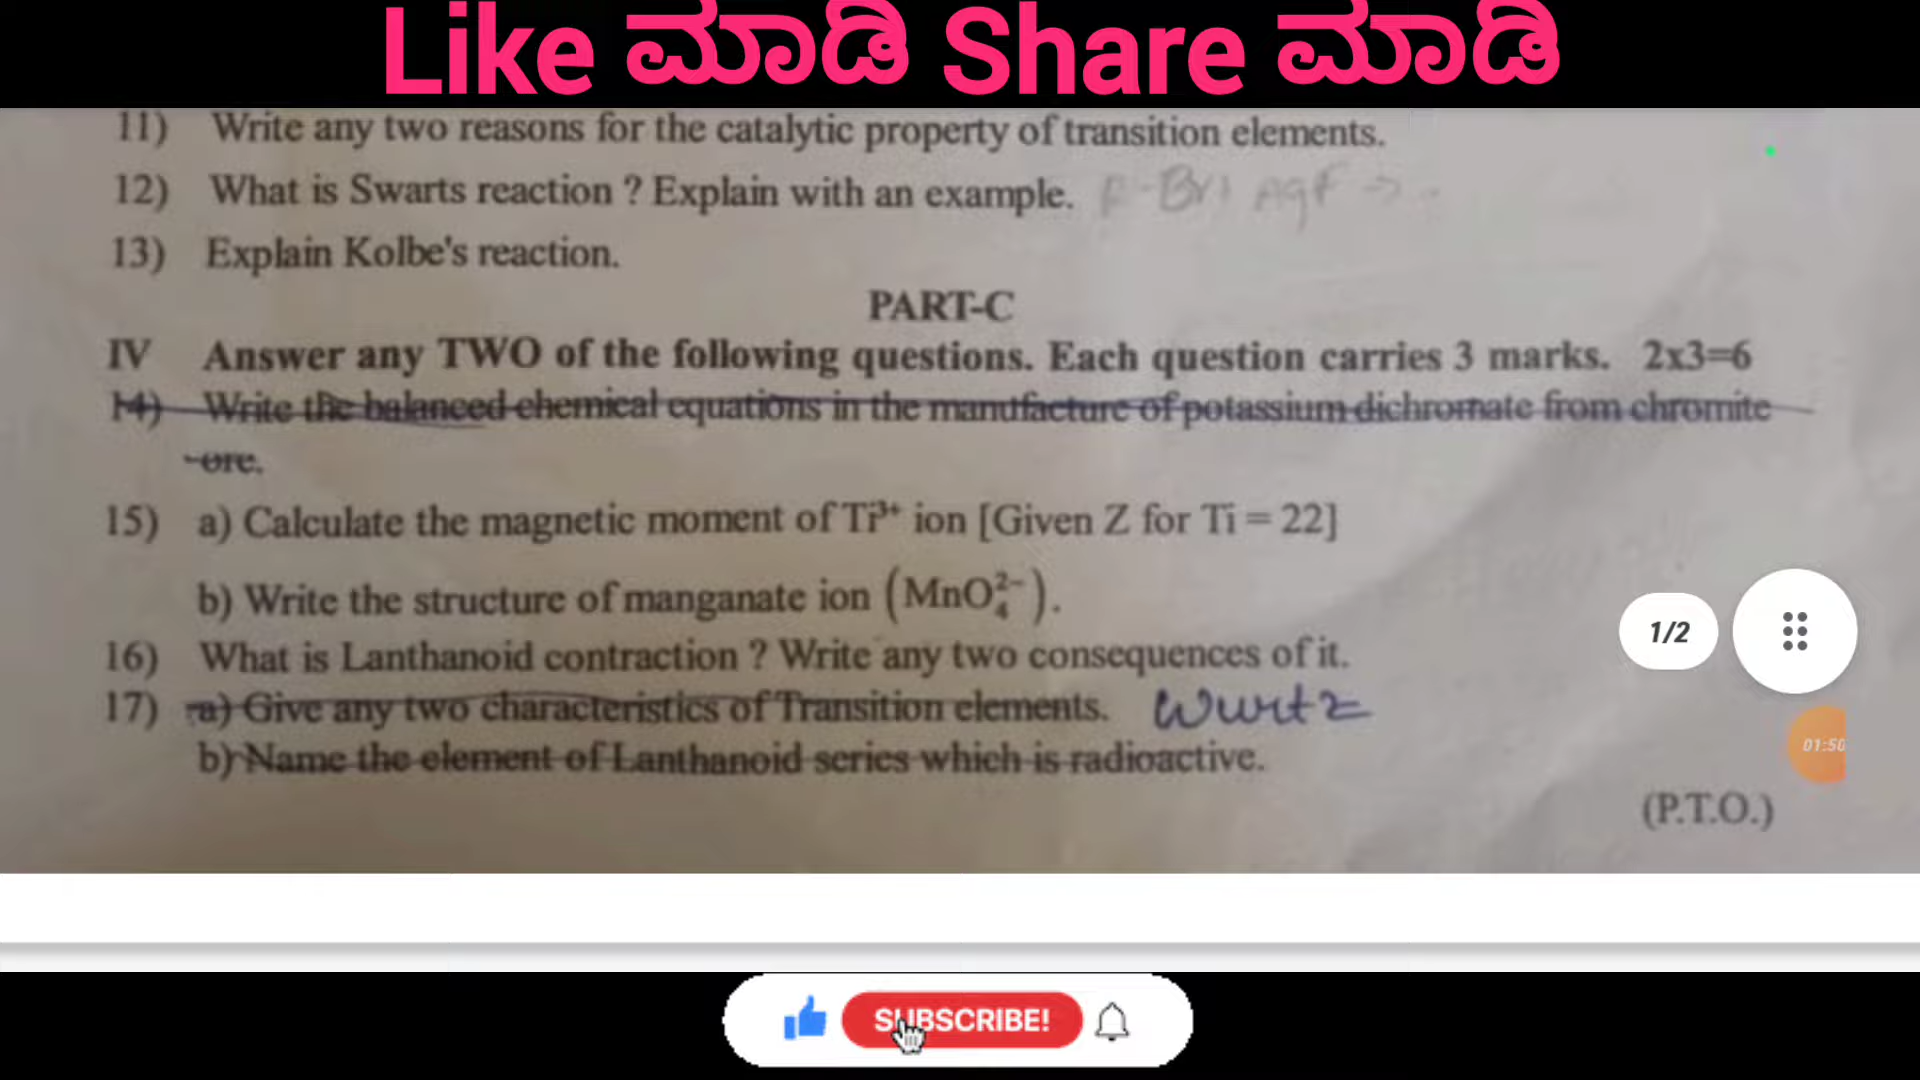 Like ಮಾಡಿ Share ಮಾಡಿ
11) Write any two reasons for the catalytic property of transition elements.
12) What is Swarts reaction ? Explain with an example. R-Br+ AgF →
13) Explain Kolbe's reaction.
PART-C
IV Answer any TWO of the following questions. Each question carries 3 marks. 2x3=6
14) Write the balanced chemical equations in the manufacture of potassium dichromate from chromite
ore.
15) a) Calculate the magnetic moment of Ti³⁺ ion [Given Z for Ti = 22]
b) Write the structure of manganate ion (MnO₄²⁻).
16) What is Lanthanoid contraction ? Write any two consequences of it.
17) a) Give any two characteristics of Transition elements. wurtz
b) Name the element of Lanthanoid series which is radioactive.
(P.T.O.)
1/2
01:50
SUBSCRIBE!